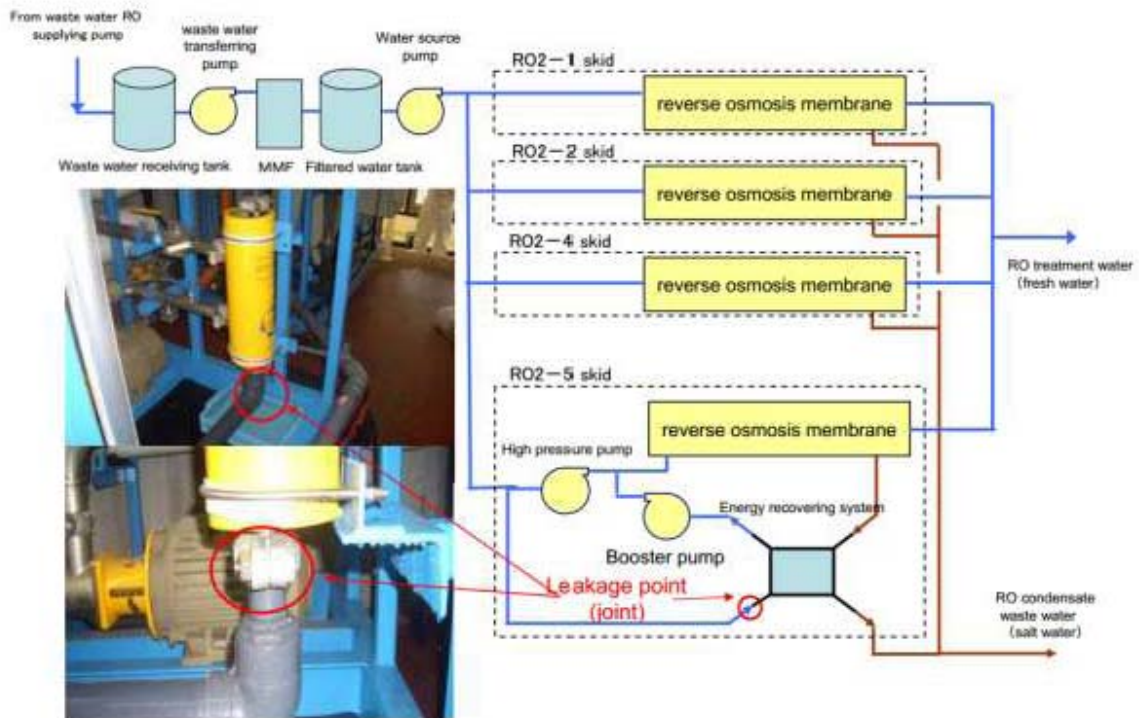 From waste water RO
supplying pump
waste water
transferring
pump
Water source
pump
Waste water receiving tank
MMF
Filtered water tank
RO2-1 skid
reverse osmosis membrane
RO2-2 skid
reverse osmosis membrane
RO2-4 skid
reverse osmosis membrane
RO treatment water
(fresh water)
RO2-5 skid
reverse osmosis membrane
High pressure pump
Energy recovering system
Booster pump
Leakage point
(joint)
RO condensate
waste water
(salt water)